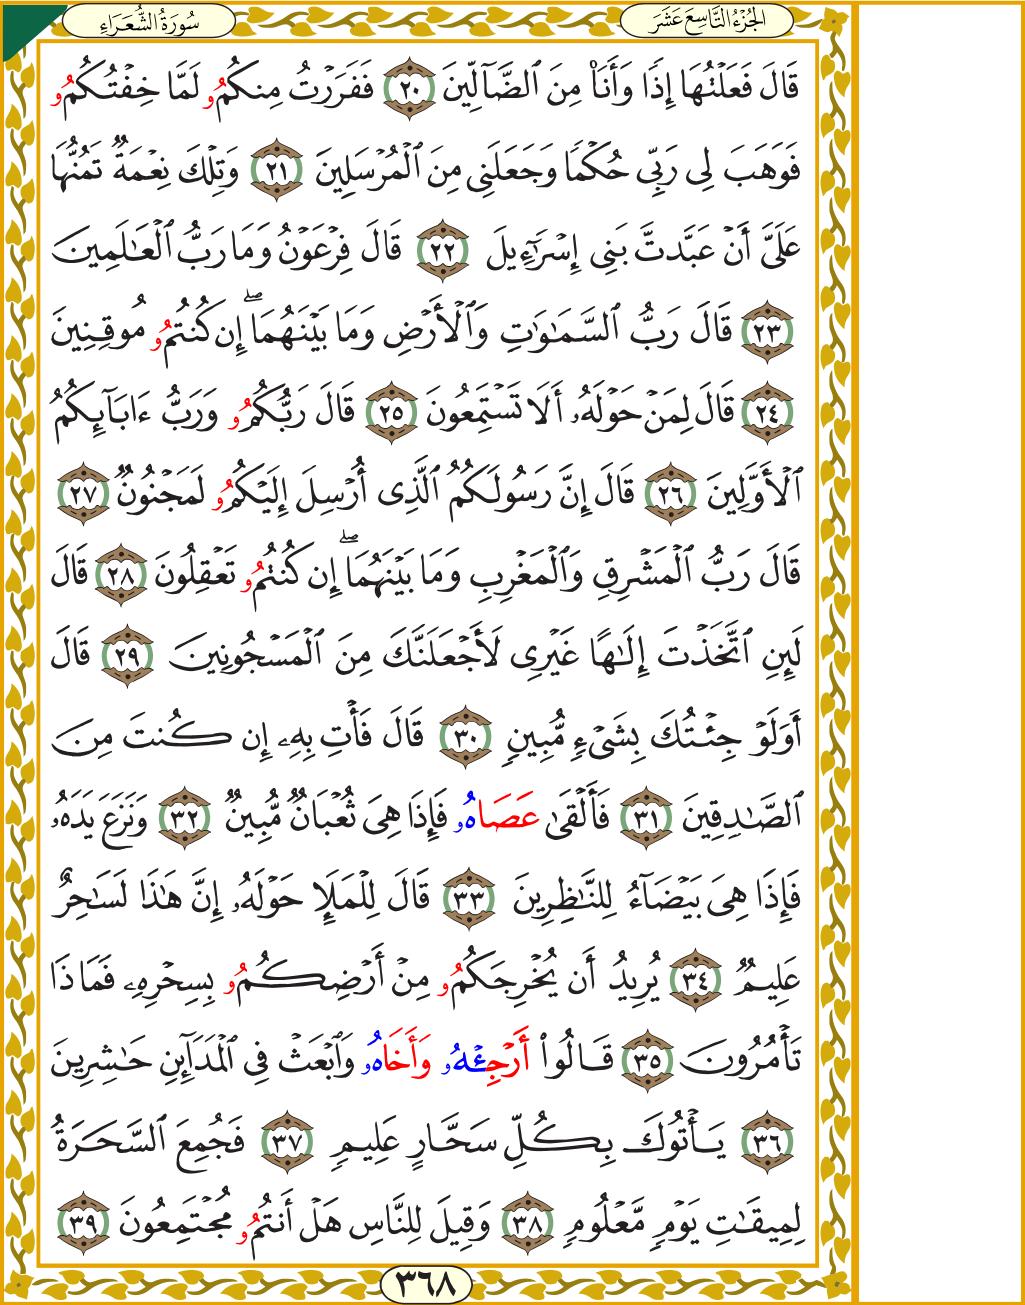 سُورَةُ الشُّعَرَاءِ
الجُزْءُ التَّاسِعَ عَشَرَ
قَالَ فَعَلْتُهَا إِذًا وَأَنَا۠ مِنَ ٱلضَّآلِّينَ ٢٠ فَفَرَرْتُ مِنكُمُۥ لَمَّا خِفْتُكُمُۥ
فَوَهَبَ لِى رَبِّى حُكْمًا وَجَعَلَنِى مِنَ ٱلْمُرْسَلِينَ ٢١ وَتِلْكَ نِعْمَةٌ تَمُنُّهَا
عَلَىَّ أَنْ عَبَّدتَّ بَنِى إِسْرَٰٓءِيلَ ٢٢ قَالَ فِرْعَوْنُ وَمَا رَبُّ ٱلْعَٰلَمِينَ
٢٣ قَالَ رَبُّ ٱلسَّمَٰوَٰتِ وَٱلْأَرْضِ وَمَا بَيْنَهُمَاۖ إِن كُنتُمُۥ مُوقِنِينَ
٢٤ قَالَ لِمَنْ حَوْلَهُۥ أَلَا تَسْتَمِعُونَ ٢٥ قَالَ رَبُّكُمُۥ وَرَبُّ ءَابَآئِكُمُ
ٱلْأَوَّلِينَ ٢٦ قَالَ إِنَّ رَسُولَكُمُ ٱلَّذِى أُرْسِلَ إِلَيْكُمُۥ لَمَجْنُونٌ ٢٧
قَالَ رَبُّ ٱلْمَشْرِقِ وَٱلْمَغْرِبِ وَمَا بَيْنَهُمَاۖ إِن كُنتُمُۥ تَعْقِلُونَ ٢٨ قَالَ
لَئِنِ ٱتَّخَذْتَ إِلَٰهًا غَيْرِى لَأَجْعَلَنَّكَ مِنَ ٱلْمَسْجُونِينَ ٢٩ قَالَ
أَوَلَوْ جِئْتُكَ بِشَىْءٍ مُّبِينٍ ٣٠ قَالَ فَأْتِ بِهِۦ إِن كُنتَ مِنَ
ٱلصَّٰدِقِينَ ٣١ فَأَلْقَىٰ عَصَاهُۥ فَإِذَا هِىَ ثُعْبَانٌ مُّبِينٌ ٣٢ وَنَزَعَ يَدَهُۥ
فَإِذَا هِىَ بَيْضَآءُ لِلنَّٰظِرِينَ ٣٣ قَالَ لِلْمَلَإِ حَوْلَهُۥ إِنَّ هَٰذَا لَسَٰحِرٌ
عَلِيمٌ ٣٤ يُرِيدُ أَن يُخْرِجَكُمُۥ مِنْ أَرْضِكُمُۥ بِسِحْرِهِۦ فَمَاذَا
تَأْمُرُونَ ٣٥ قَالُوا۟ أَرْجِئْهُۥ وَأَخَاهُۥ وَٱبْعَثْ فِى ٱلْمَدَآئِنِ حَٰشِرِينَ
٣٦ يَأْتُوكَ بِكُلِّ سَحَّارٍ عَلِيمٍ ٣٧ فَجُمِعَ ٱلسَّحَرَةُ
لِمِيقَٰتِ يَوْمٍ مَّعْلُومٍ ٣٨ وَقِيلَ لِلنَّاسِ هَلْ أَنتُمُۥ مُجْتَمِعُونَ ٣٩
٣٦٨